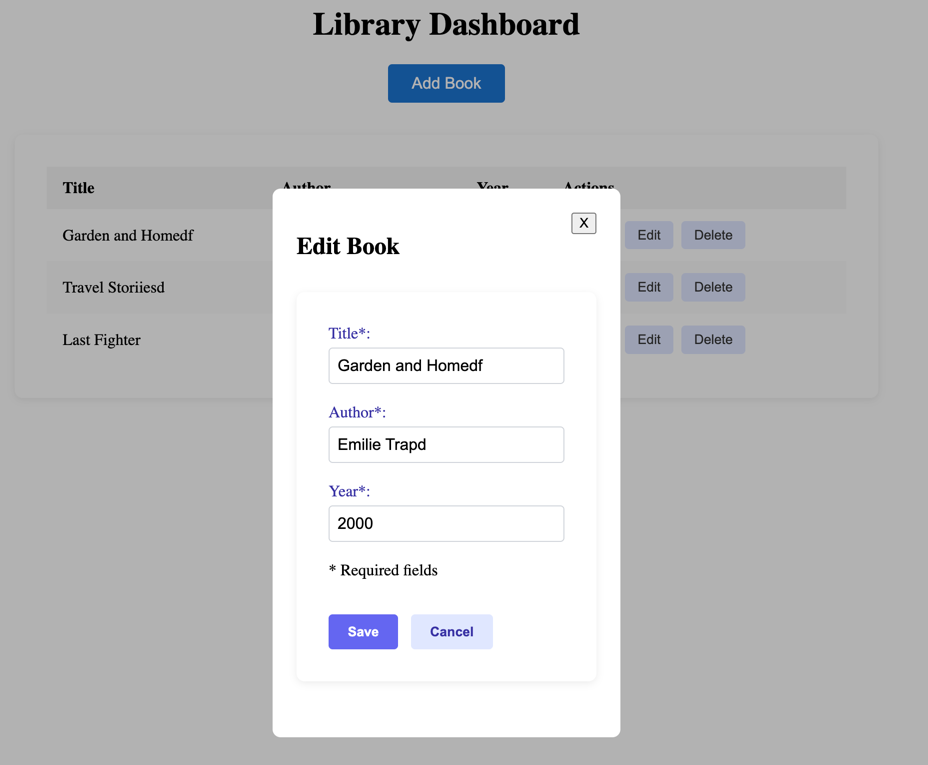 Library Dashboard
Add Book
Title Author Year Actions
Garden and Homedf Edit Delete
Travel Storiiesd Edit Delete
Last Fighter Edit Delete
X
Edit Book
Title*:
Garden and Homedf
Author*:
Emilie Trapd
Year*:
2000
* Required fields
Save Cancel